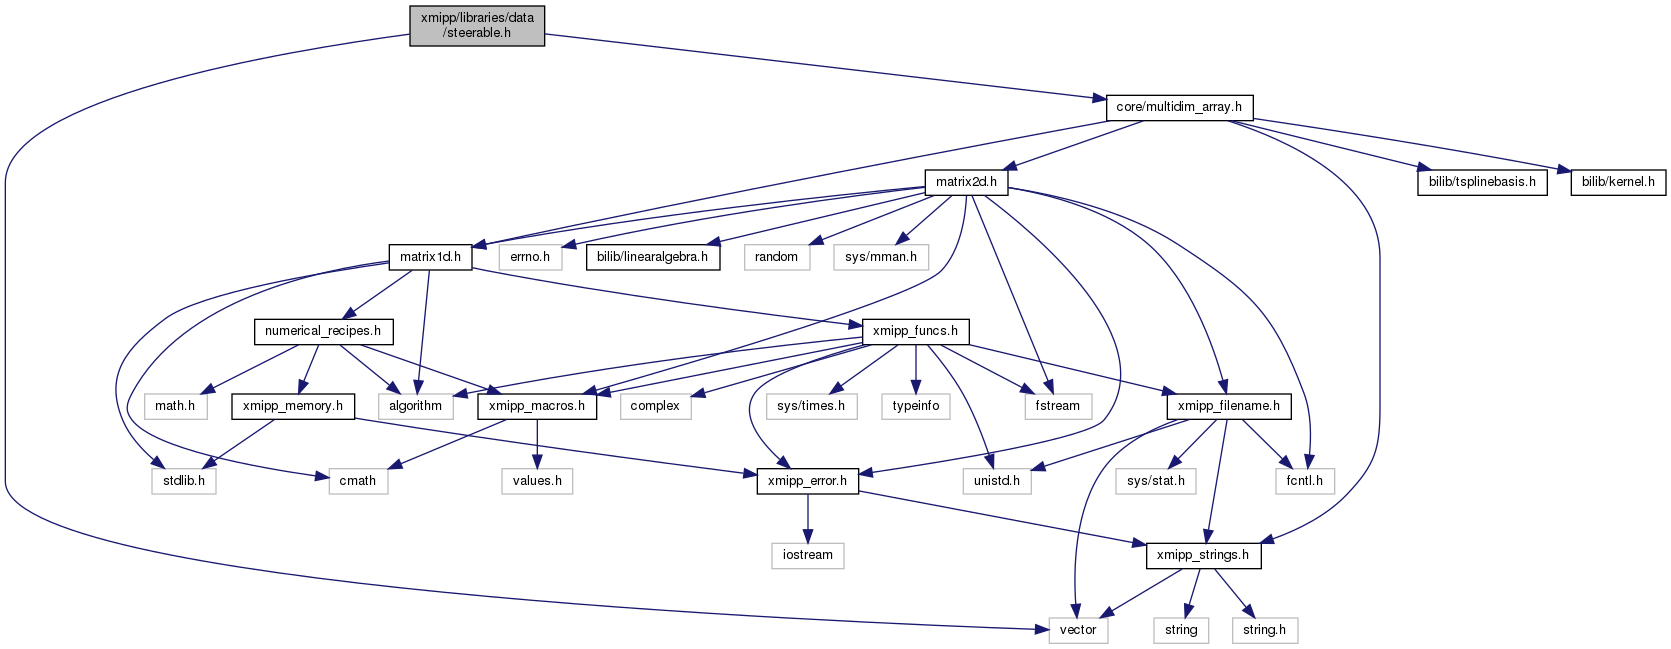 xmipp/libraries/data
/steerable.h
core/multidim_array.h
matrix2d.h
bilib/tsplinebasis.h
bilib/kernel.h
matrix1d.h
errno.h
bilib/linearalgebra.h
random
sys/mman.h
numerical_recipes.h
xmipp_funcs.h
math.h
xmipp_memory.h
algorithm
xmipp_macros.h
complex
sys/times.h
typeinfo
fstream
xmipp_filename.h
stdlib.h
cmath
values.h
xmipp_error.h
unistd.h
sys/stat.h
fcntl.h
iostream
xmipp_strings.h
vector
string
string.h